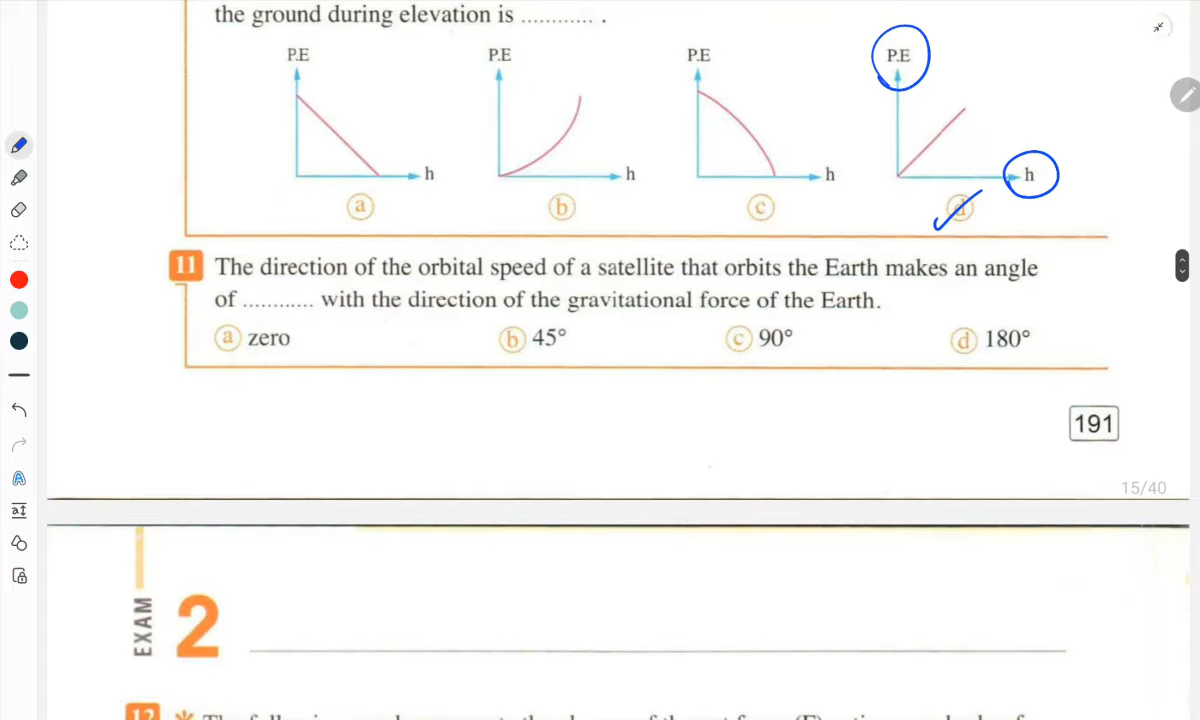 the ground during elevation is ............ .
P.E P.E P.E P.E
h h h h
a b c d
11 The direction of the orbital speed of a satellite that orbits the Earth makes an angle
of ............ with the direction of the gravitational force of the Earth.
a zero b 45° c 90° d 180°
191
15/40
EXAM 2
12